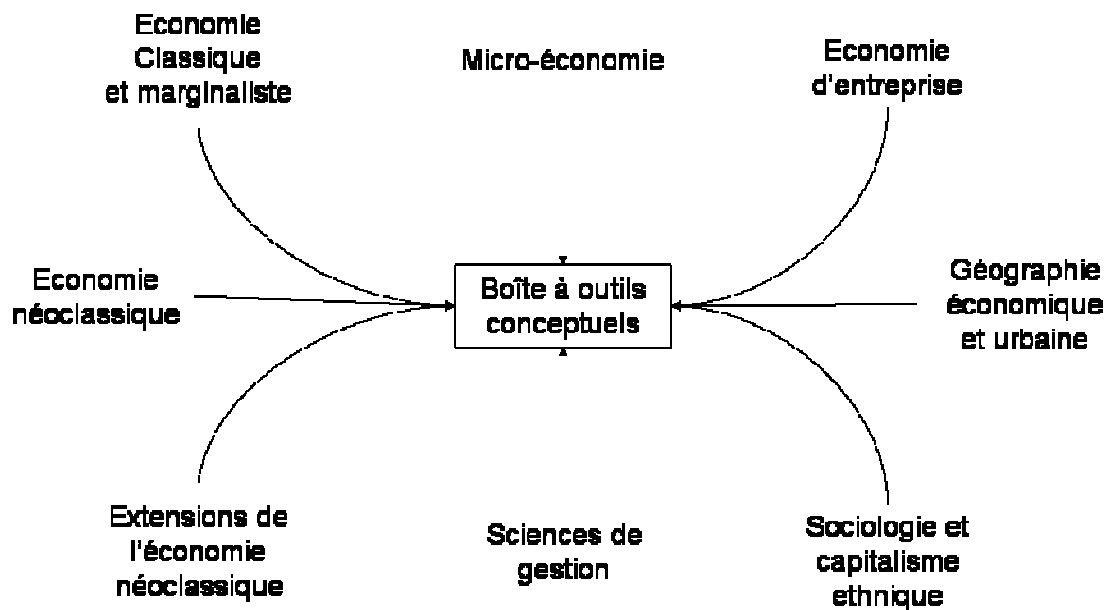 Economie
Classique
et marginaliste
Micro-économie
Economie
d'entreprise
Economie
néoclassique
Boîte à outils
conceptuels
Géographie
économique
et urbaine
Extensions de
l'économie
néoclassique
Sciences de
gestion
Sociologie et
capitalisme
ethnique